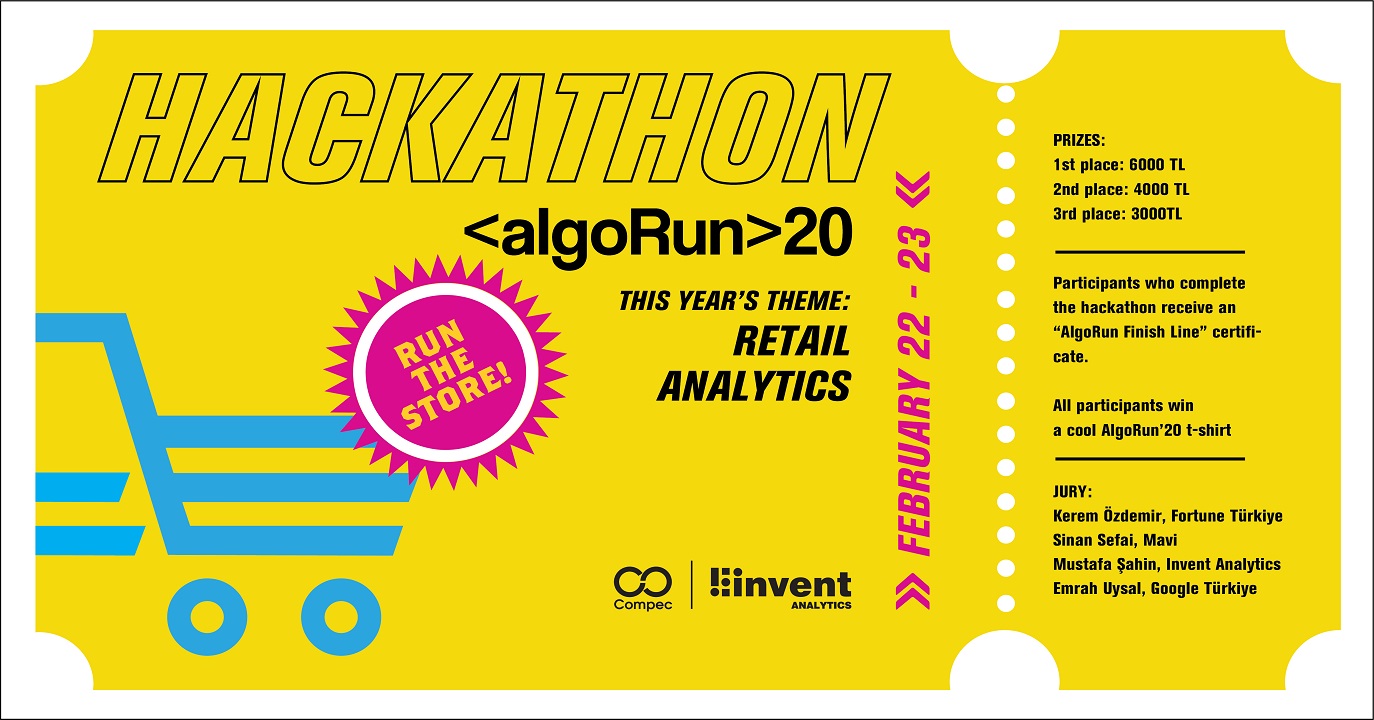 HACKATHON
<algoRun>20
THIS YEAR'S THEME:
RETAIL
ANALYTICS
RUN
THE
STORE!
>> FEBRUARY 22 - 23 <<
Compec
invent
ANALYTICS
PRIZES:
1st place: 6000 TL
2nd place: 4000 TL
3rd place: 3000TL
Participants who complete
the hackathon receive an
“AlgoRun Finish Line” certifi-
cate.
All participants win
a cool AlgoRun’20 t-shirt
JURY:
Kerem Özdemir, Fortune Türkiye
Sinan Sefai, Mavi
Mustafa Şahin, Invent Analytics
Emrah Uysal, Google Türkiye